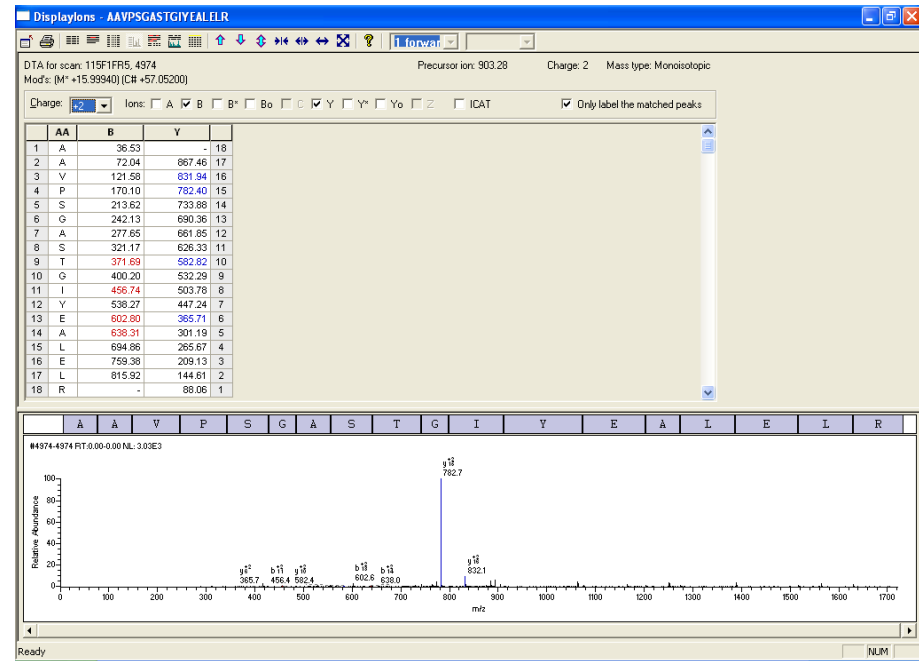 DisplayIons - AAVPSGASTGIYEALELR
1 forwar
DTA for scan: 115F1FR5, 4974 Precursor ion: 903.28 Charge: 2 Mass type: Monoisotopic
Mod's: (M* +15.99940) (C# +57.05200)
Charge: +2 Ions: A B B* Bo C Y Y* Yo Z ICAT Only label the matched peaks
AA B Y
1 A 36.53 - 18
2 A 72.04 867.46 17
3 V 121.58 831.94 16
4 P 170.10 782.40 15
5 S 213.62 733.88 14
6 G 242.13 690.36 13
7 A 277.65 661.85 12
8 S 321.17 626.33 11
9 T 371.69 582.82 10
10 G 400.20 532.29 9
11 I 456.74 503.78 8
12 Y 538.27 447.24 7
13 E 602.80 365.71 6
14 A 638.31 301.19 5
15 L 694.86 265.67 4
16 E 759.38 209.13 3
17 L 815.92 144.61 2
18 R - 88.06 1
A A V P S G A S T G I Y E A L E L R
#4974-4974 RT:0.00-0.00 NL: 3.03E3
782.7
100
80
60
40
20
0
Relative Abundance
365.7 456.4 582.4 602.6 638.0 832.1
0 100 200 300 400 500 600 700 800 900 1000 1100 1200 1300 1400 1500 1600 1700
m/z
Ready NUM